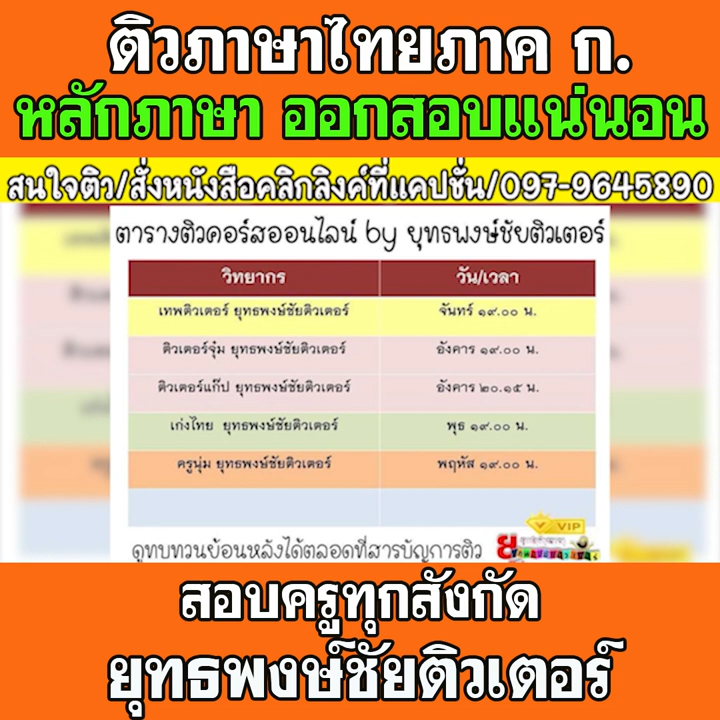 ติวภาษาไทยภาค ก.
หลักภาษา ออกสอบแน่นอน
สนใจติว/สั่งหนังสือคลิกลิงค์ที่แคปชั่น/097-9645890
ตารางติวคอร์สออนไลน์ by ยุทธพงษ์ชัยติวเตอร์
วิทยากร วัน/เวลา
เทพติวเตอร์ ยุทธพงษ์ชัยติวเตอร์ จันทร์ ๑๙.๐๐ น.
ติวเตอร์จุ๋ม ยุทธพงษ์ชัยติวเตอร์ อังคาร ๑๙.๐๐ น.
ติวเตอร์แก๊ป ยุทธพงษ์ชัยติวเตอร์ อังคาร ๒๐.๑๕ น.
เก่งไทย ยุทธพงษ์ชัยติวเตอร์ พุธ ๑๙.๐๐ น.
ครูนุ่ม ยุทธพงษ์ชัยติวเตอร์ พฤหัส ๑๙.๐๐ น.
VIP
ดูทบทวนย้อนหลังได้ตลอดที่สารบัญการติว
สอบครูทุกสังกัด
ยุทธพงษ์ชัยติวเตอร์